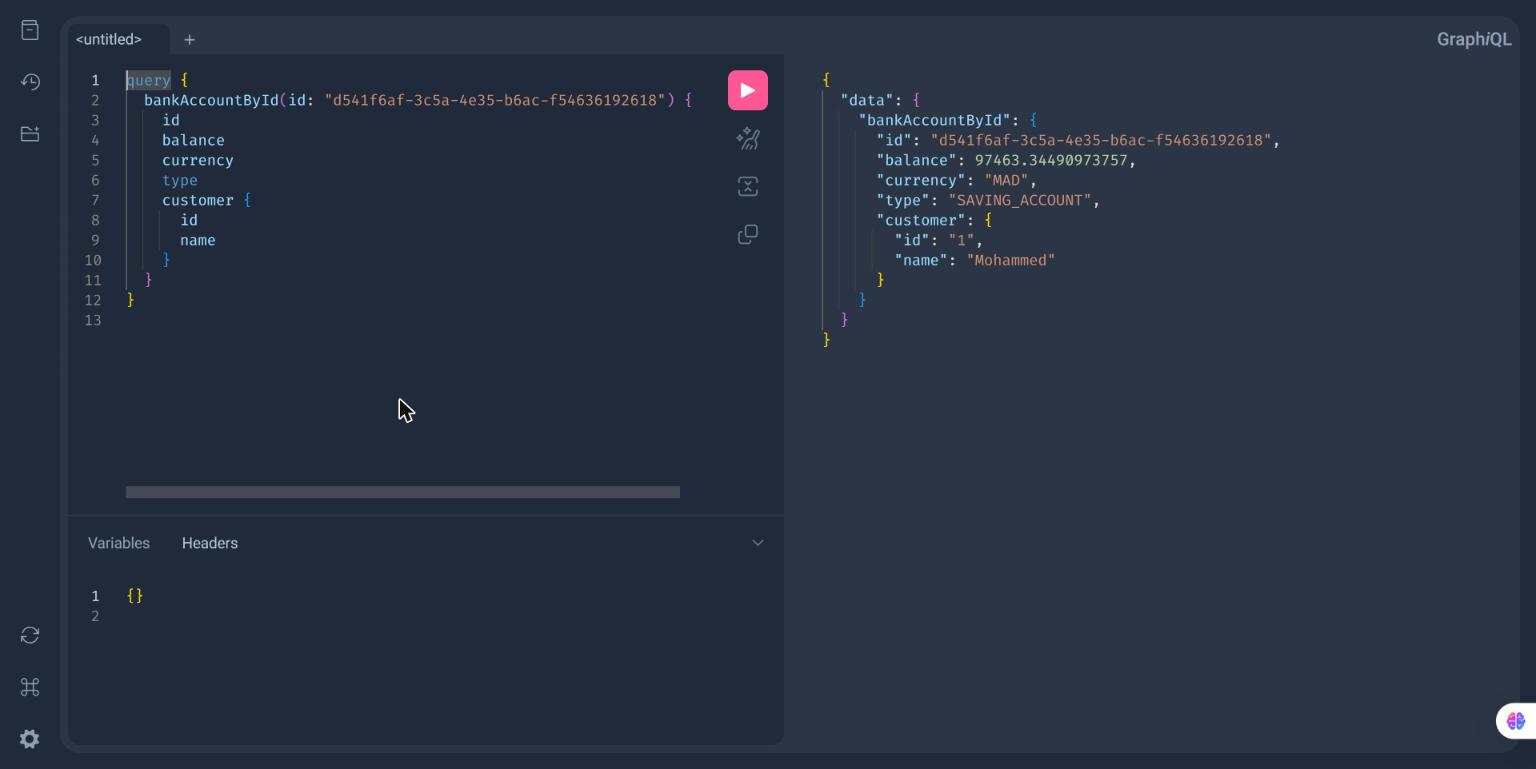 <untitled> +
GraphiQL
1 query {
2 bankAccountById(id: "d541f6af-3c5a-4e35-b6ac-f54636192618") {
3 id
4 balance
5 currency
6 type
7 customer {
8 id
9 name
10 }
11 }
12 }
13
Variables Headers
1 {}
2
{
"data": {
"bankAccountById": {
"id": "d541f6af-3c5a-4e35-b6ac-f54636192618",
"balance": 97463.34490973757,
"currency": "MAD",
"type": "SAVING_ACCOUNT",
"customer": {
"id": "1",
"name": "Mohammed"
}
}
}
}